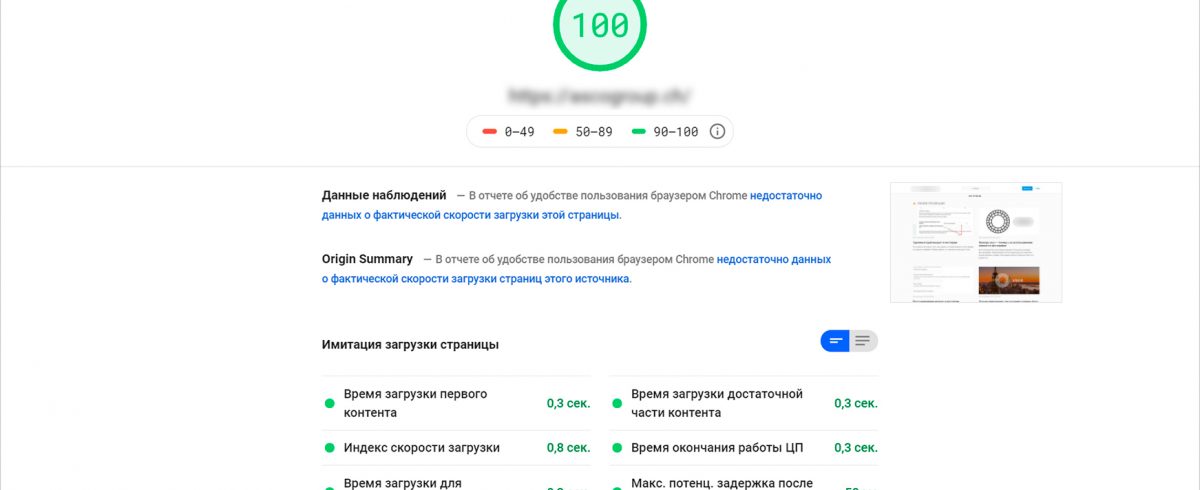 100
0–49 50–89 90–100
Данные наблюдений — В отчете об удобстве пользования браузером Chrome недостаточно
данных о фактической скорости загрузки этой страницы.
Origin Summary — В отчете об удобстве пользования браузером Chrome недостаточно данных
о фактической скорости загрузки страниц этого источника.
Имитация загрузки страницы
Время загрузки первого
контента 0,3 сек.
Время загрузки достаточной
части контента 0,3 сек.
Индекс скорости загрузки 0,8 сек.
Время окончания работы ЦП 0,3 сек.
Время загрузки для
Макс. потенц. задержка после